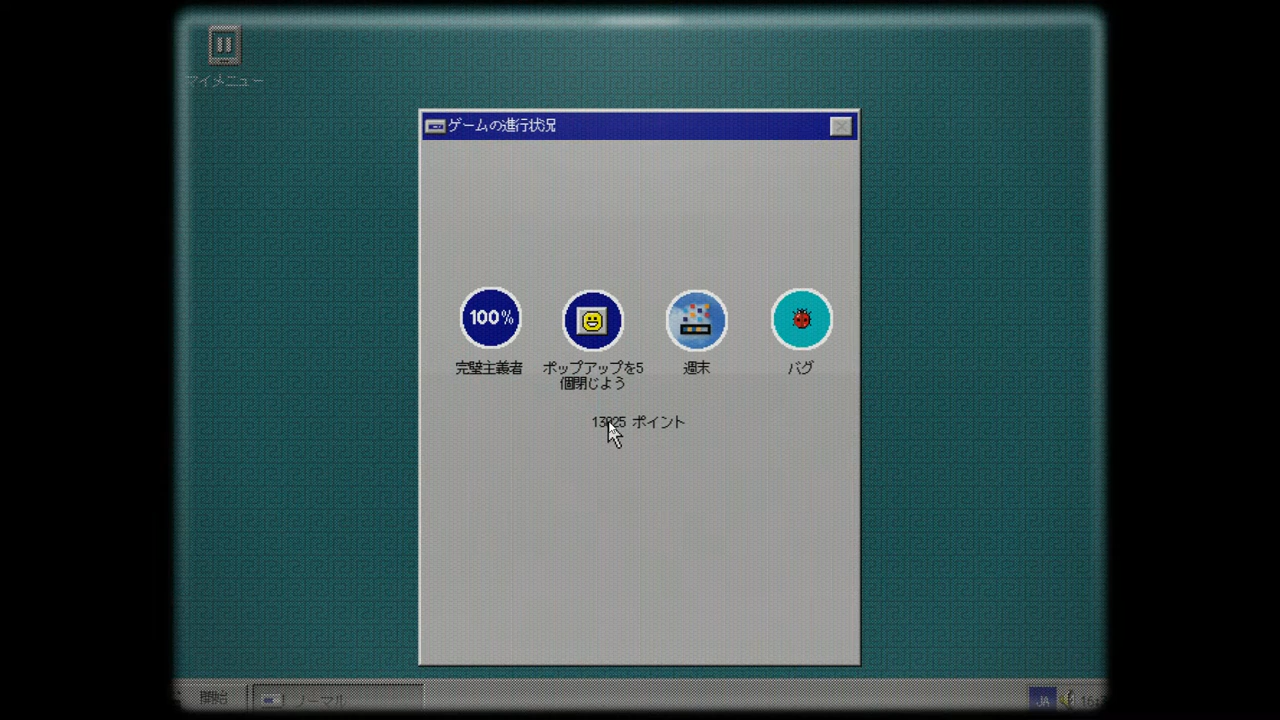 マイメニュー
ゲームの進行状況
100%
完璧主義者
ポップアップを5
個閉じよう
週末
バグ
ポイント
開始
ノーマル
JA